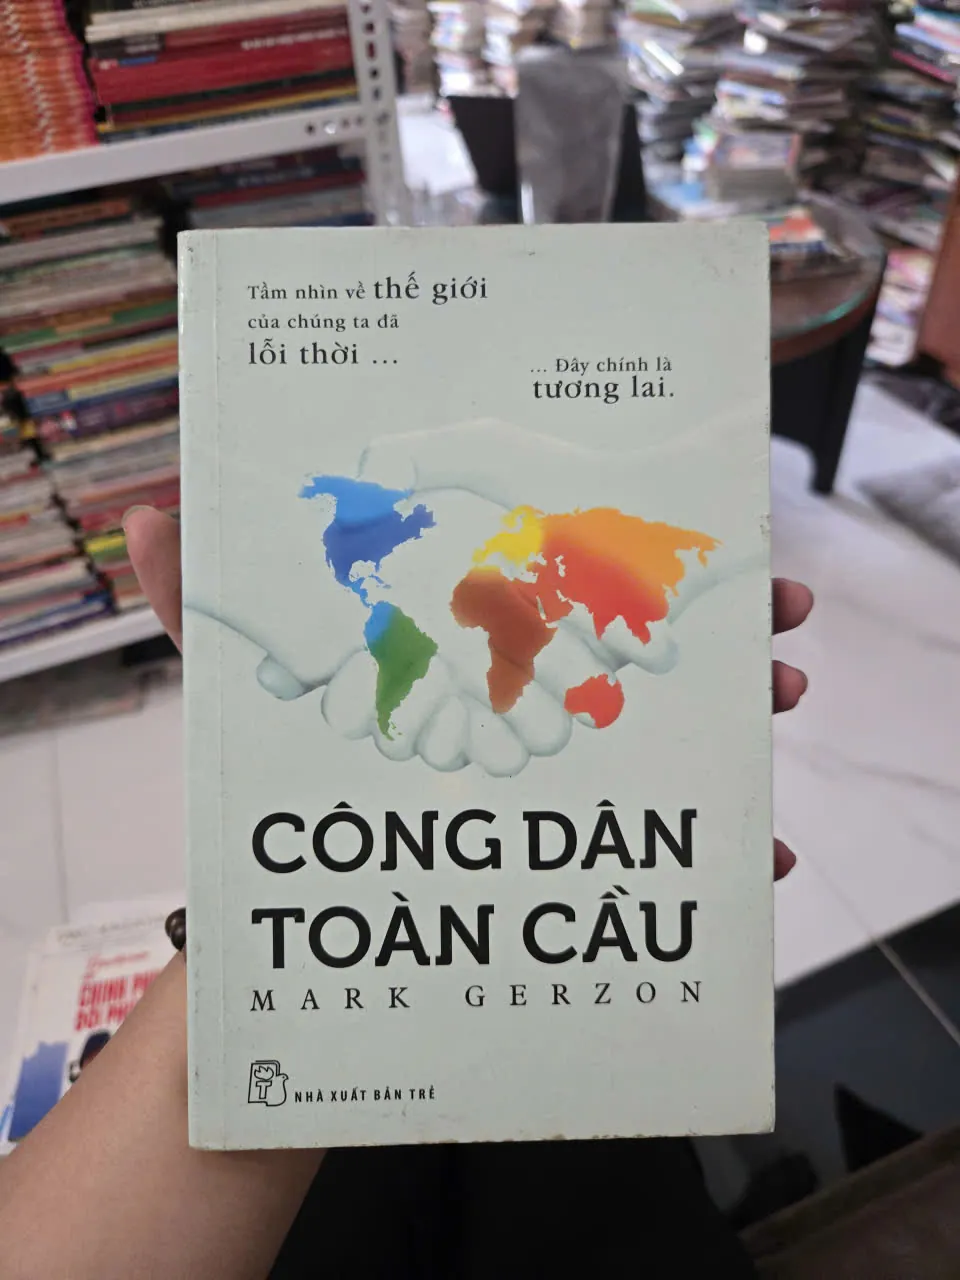 Tầm nhìn về thế giới
của chúng ta đã
lỗi thời ...
... Đây chính là
tương lai.
CÔNG DÂN
TOÀN CẦU
MARK GERZON
T
NHÀ XUẤT BẢN TRẺ
CHÍNH